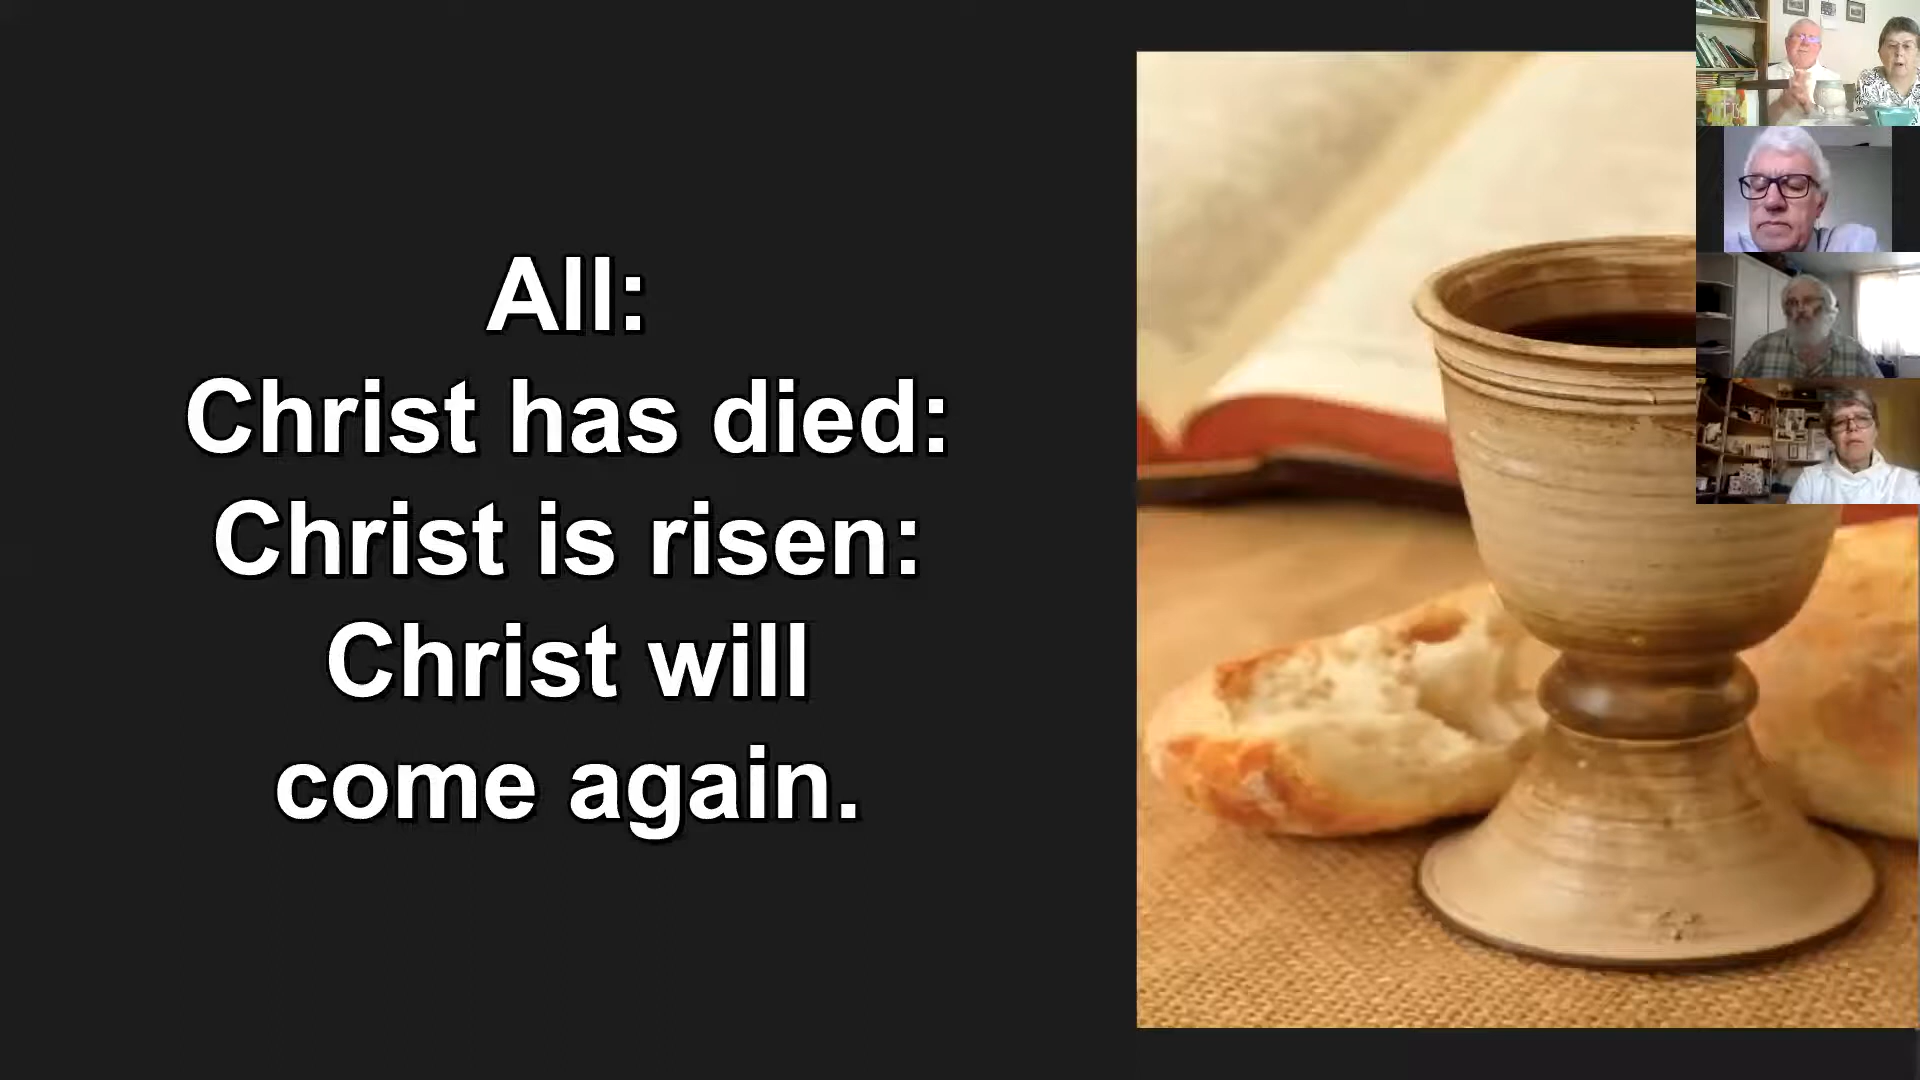 All:
Christ has died:
Christ is risen:
Christ will
come again.